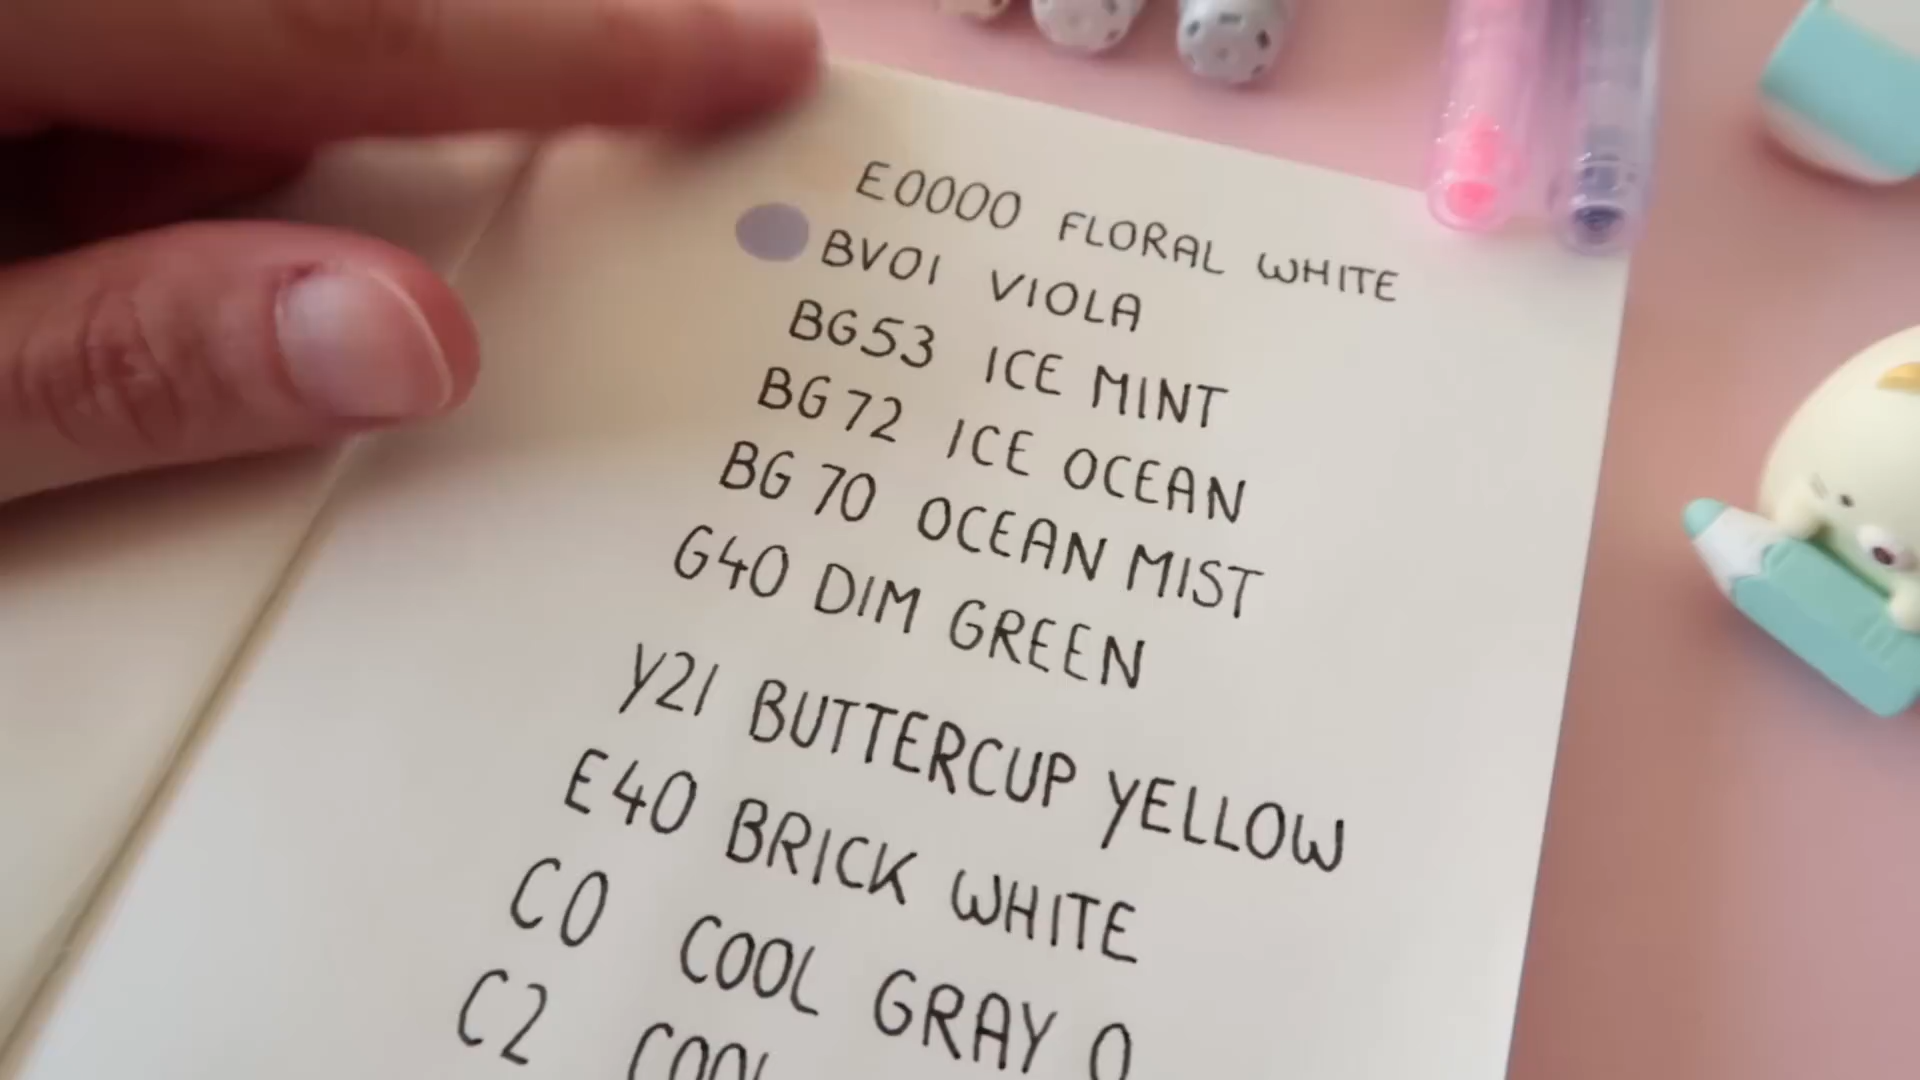 E0000 FLORAL WHITE
BV01 VIOLA
BG53 ICE MINT
BG72 ICE OCEAN
BG70 OCEAN MIST
G40 DIM GREEN
Y21 BUTTERCUP YELLOW
E40 BRICK WHITE
C0 COOL GRAY 0
C2 COOL